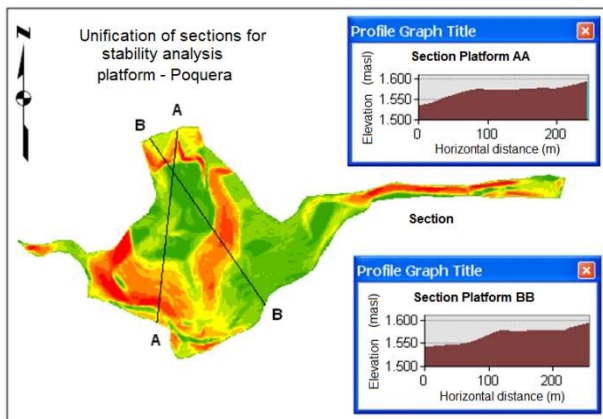 Unification of sections for
stability analysis
platform - Poquera
N
A
B
A
B
Section
Profile Graph Title
Section Platform AA
Elevation (masl)
1.600
1.550
1.500
0
100
200
Horizontal distance (m)
Profile Graph Title
Section Platform BB
Elevation (masl)
1.600
1.550
1.500
0
100
200
Horizontal distance (m)